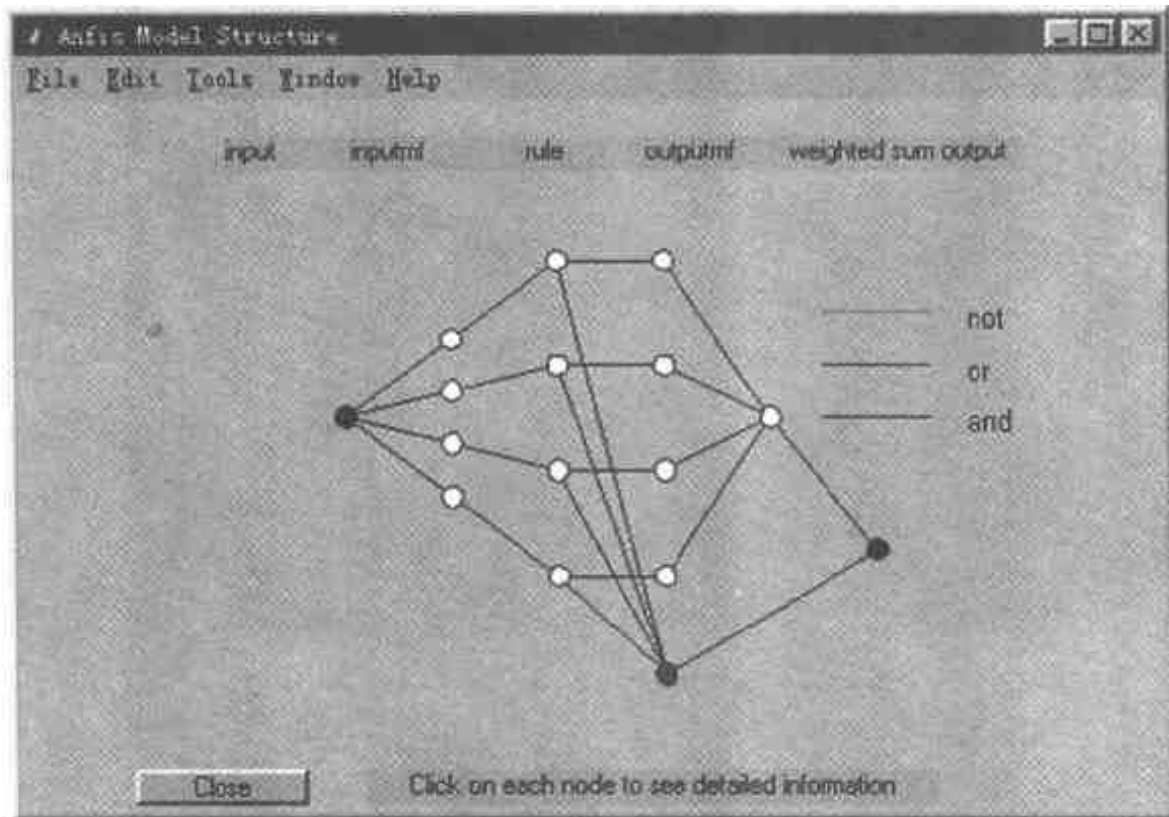 Anfis Model Structure
File Edit Tools Window Help
input inputmf rule outputmf weighted sum output
not
or
and
Close Click on each node to see detailed information